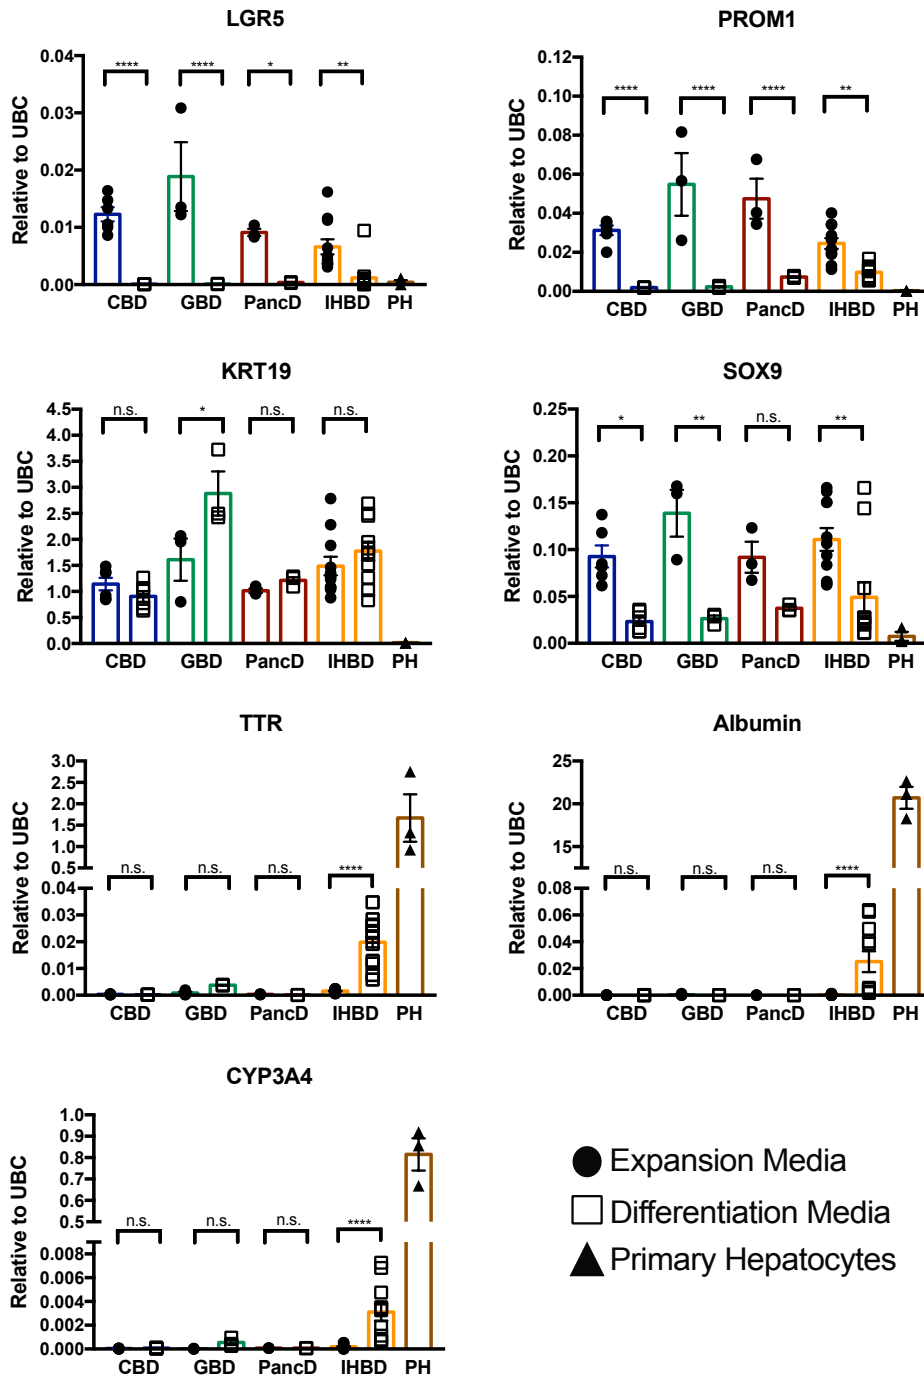 LGR5
PROM1
Relative to UBC
0.04
0.03
0.02
0.01
0.00
**** **** * **
CBD GBD PancD IHBD PH
Relative to UBC
0.12
0.10
0.08
0.06
0.04
0.02
0.00
**** **** **** **
CBD GBD PancD IHBD PH
KRT19
SOX9
Relative to UBC
4.5
4.0
3.5
3.0
2.5
2.0
1.5
1.0
0.5
0.0
n.s. * n.s. n.s.
CBD GBD PancD IHBD PH
Relative to UBC
0.25
0.20
0.15
0.10
0.05
0.00
* ** n.s. **
CBD GBD PancD IHBD PH
TTR
Albumin
Relative to UBC
3.0
2.5
2.0
1.5
1.0
0.5
0.04
0.03
0.02
0.01
0.00
n.s. n.s. n.s. ****
CBD GBD PancD IHBD PH
Relative to UBC
25
20
15
10
5
0.08
0.06
0.04
0.02
0.00
n.s. n.s. n.s. ****
CBD GBD PancD IHBD PH
CYP3A4
Relative to UBC
1.0
0.9
0.8
0.7
0.6
0.5
0.008
0.006
0.004
0.002
0.000
n.s. n.s. n.s. ****
CBD GBD PancD IHBD PH
Expansion Media
Differentiation Media
Primary Hepatocytes